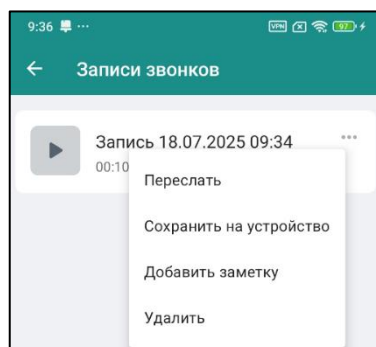 9:36 ... VPN 97
Записи звонков
Запись 18.07.2025 09:34
00:10
Переслать
Сохранить на устройство
Добавить заметку
Удалить